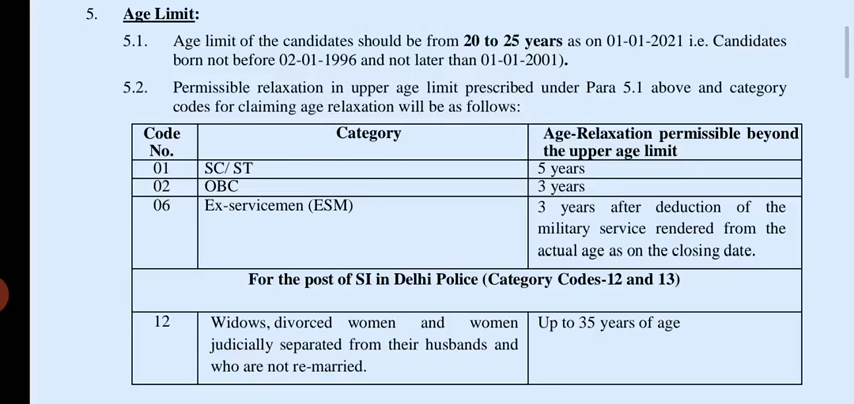 5. Age Limit:
5.1. Age limit of the candidates should be from 20 to 25 years as on 01-01-2021 i.e. Candidates
born not before 02-01-1996 and not later than 01-01-2001).
5.2. Permissible relaxation in upper age limit prescribed under Para 5.1 above and category
codes for claiming age relaxation will be as follows:
Code No. Category Age-Relaxation permissible beyond
the upper age limit
01 SC/ ST 5 years
02 OBC 3 years
06 Ex-servicemen (ESM) 3 years after deduction of the
military service rendered from the
actual age as on the closing date.
For the post of SI in Delhi Police (Category Codes-12 and 13)
12 Widows, divorced women and women Up to 35 years of age
judicially separated from their husbands and
who are not re-married.